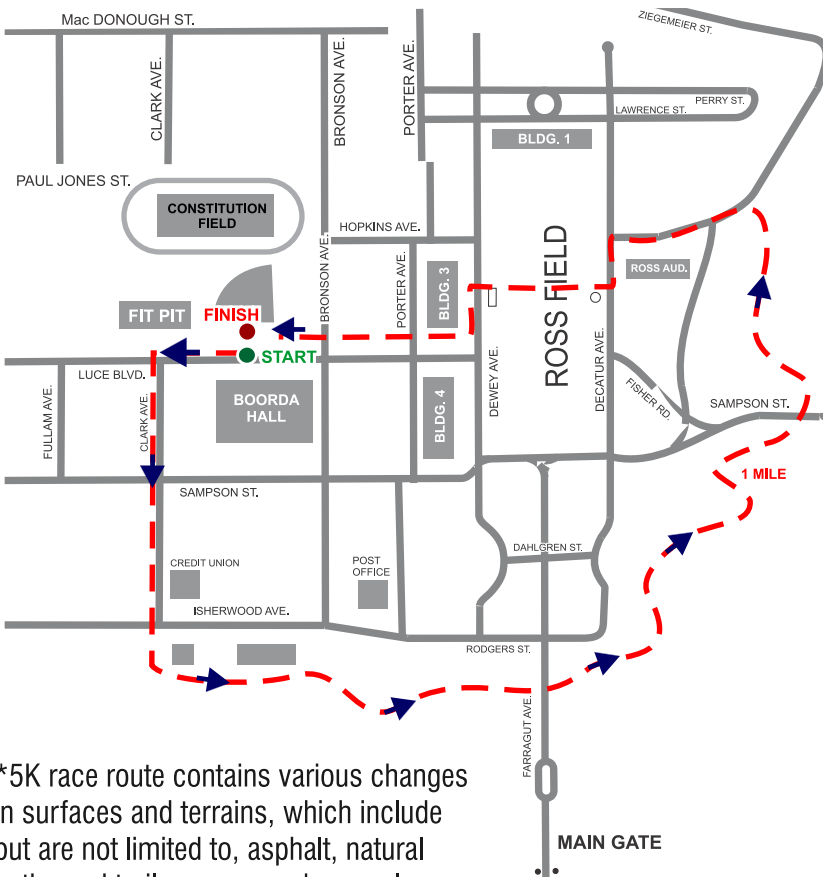 Mac DONOUGH ST.
ZIEGEMEIER ST.
CLARK AVE.
BRONSON AVE.
PORTER AVE.
PERRY ST.
LAWRENCE ST.
BLDG. 1
PAUL JONES ST.
CONSTITUTION
FIELD
HOPKINS AVE.
BRONSON AVE.
PORTER AVE.
BLDG. 3
ROSS FIELD
ROSS AUD.
FIT PIT
FINISH
START
LUCE BLVD.
FULLAM AVE.
CLARK AVE.
BOORDA
HALL
BLDG. 4
DEWEY AVE.
DECATUR AVE.
FISHER RD.
SAMPSON ST.
SAMPSON ST.
1 MILE
CREDIT UNION
POST
OFFICE
DAHLGREN ST.
ISHERWOOD AVE.
RODGERS ST.
FARRAGUT AVE.
MAIN GATE
*5K race route contains various changes
n surfaces and terrains, which include
but are not limited to, asphalt, natural